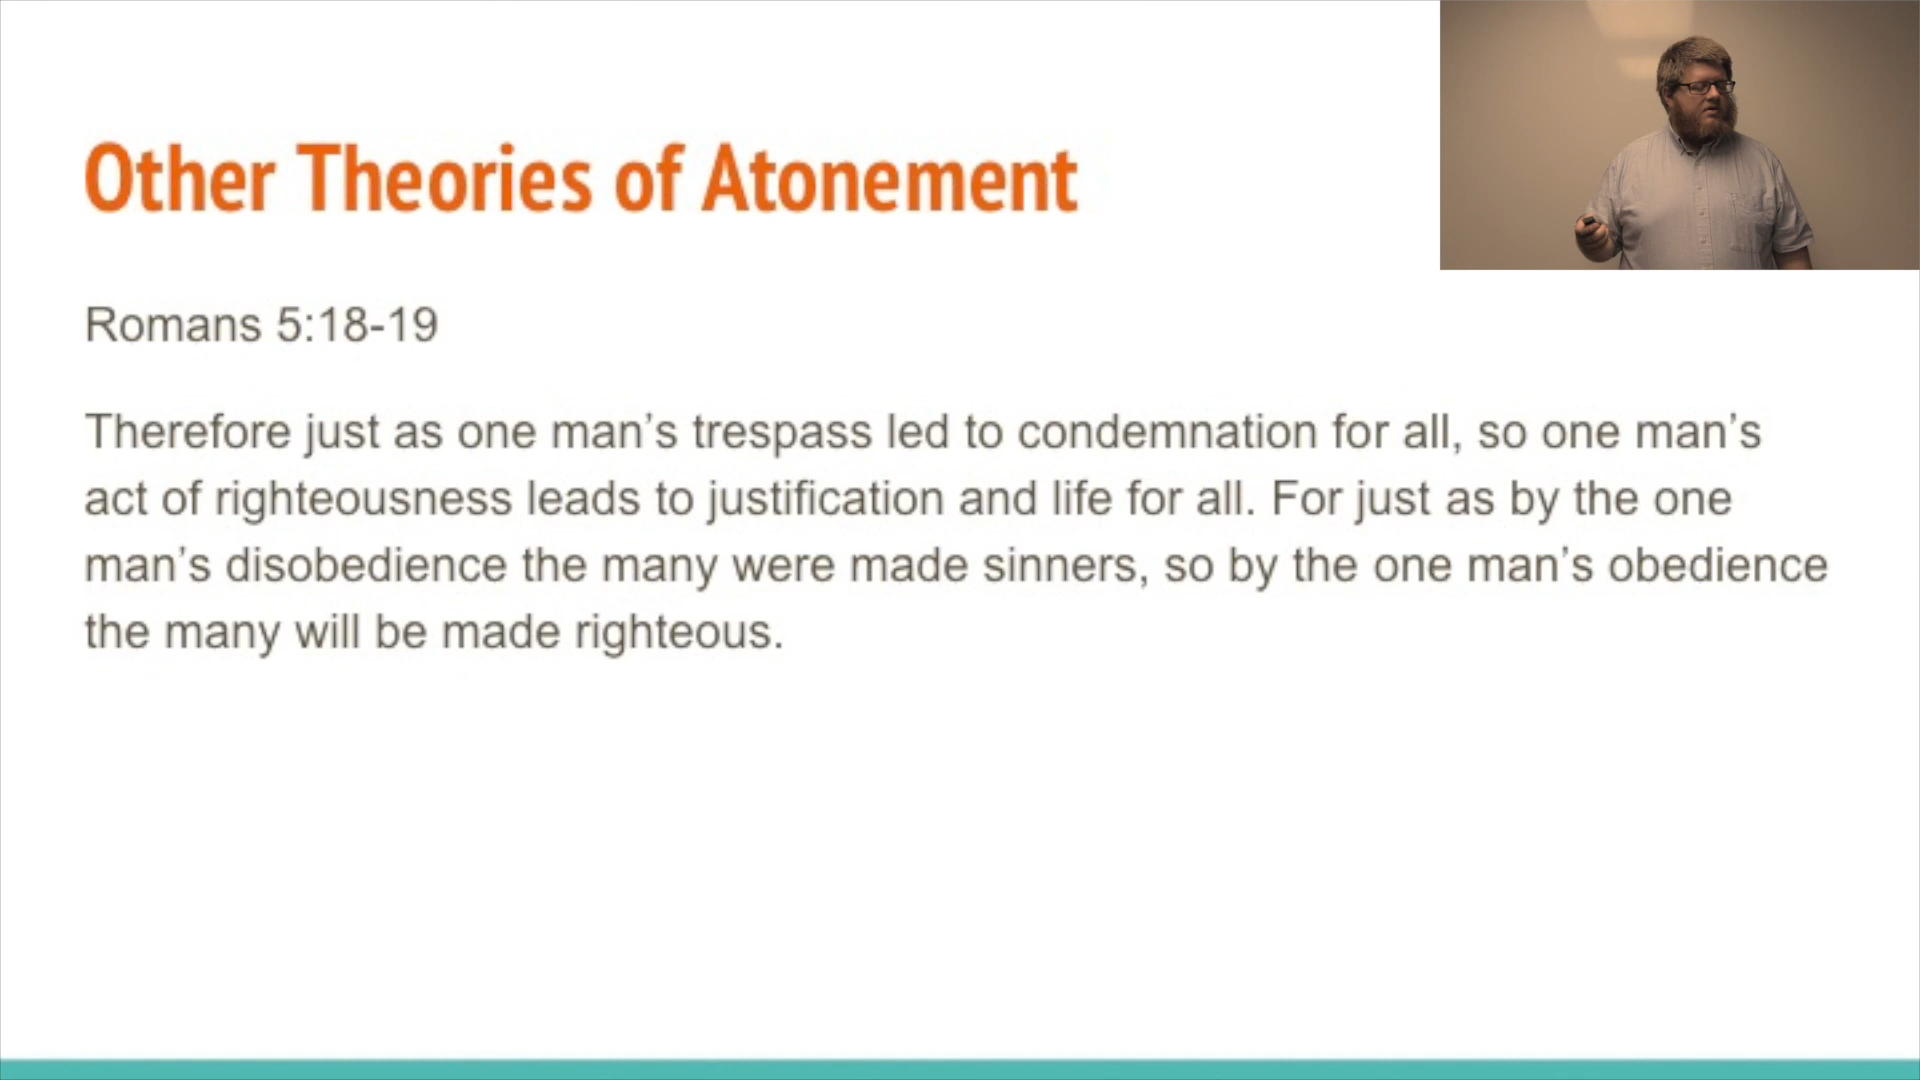 Other Theories of Atonement
Romans 5:18-19
Therefore just as one man’s trespass led to condemnation for all, so one man’s
act of righteousness leads to justification and life for all. For just as by the one
man’s disobedience the many were made sinners, so by the one man’s obedience
the many will be made righteous.